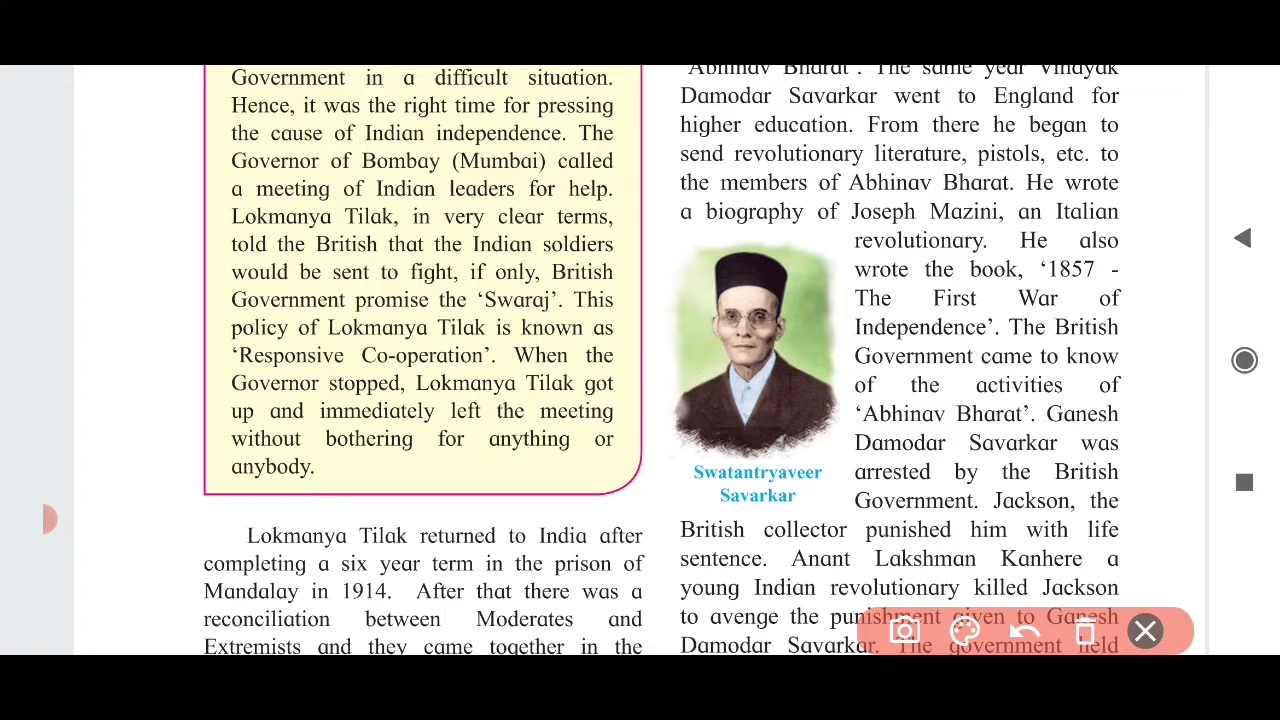 Government in a difficult situation.
Hence, it was the right time for pressing
the cause of Indian independence. The
Governor of Bombay (Mumbai) called
a meeting of Indian leaders for help.
Lokmanya Tilak, in very clear terms,
told the British that the Indian soldiers
would be sent to fight, if only, British
Government promise the ‘Swaraj’. This
policy of Lokmanya Tilak is known as
‘Responsive Co-operation’. When the
Governor stopped, Lokmanya Tilak got
up and immediately left the meeting
without bothering for anything or
anybody.
Lokmanya Tilak returned to India after
completing a six year term in the prison of
Mandalay in 1914. After that there was a
reconciliation between Moderates and
Extremists and they came together in the
‘Abhinav Bharat’. The same year Vinayak
Damodar Savarkar went to England for
higher education. From there he began to
send revolutionary literature, pistols, etc. to
the members of Abhinav Bharat. He wrote
a biography of Joseph Mazini, an Italian
revolutionary. He also
wrote the book, ‘1857 -
The First War of
Independence’. The British
Government came to know
of the activities of
‘Abhinav Bharat’. Ganesh
Damodar Savarkar was
arrested by the British
Government. Jackson, the
British collector punished him with life
sentence. Anant Lakshman Kanhere a
young Indian revolutionary killed Jackson
to avenge the punishment given to Ganesh
Damodar Savarkar. The government held
Swatantryaveer
Savarkar